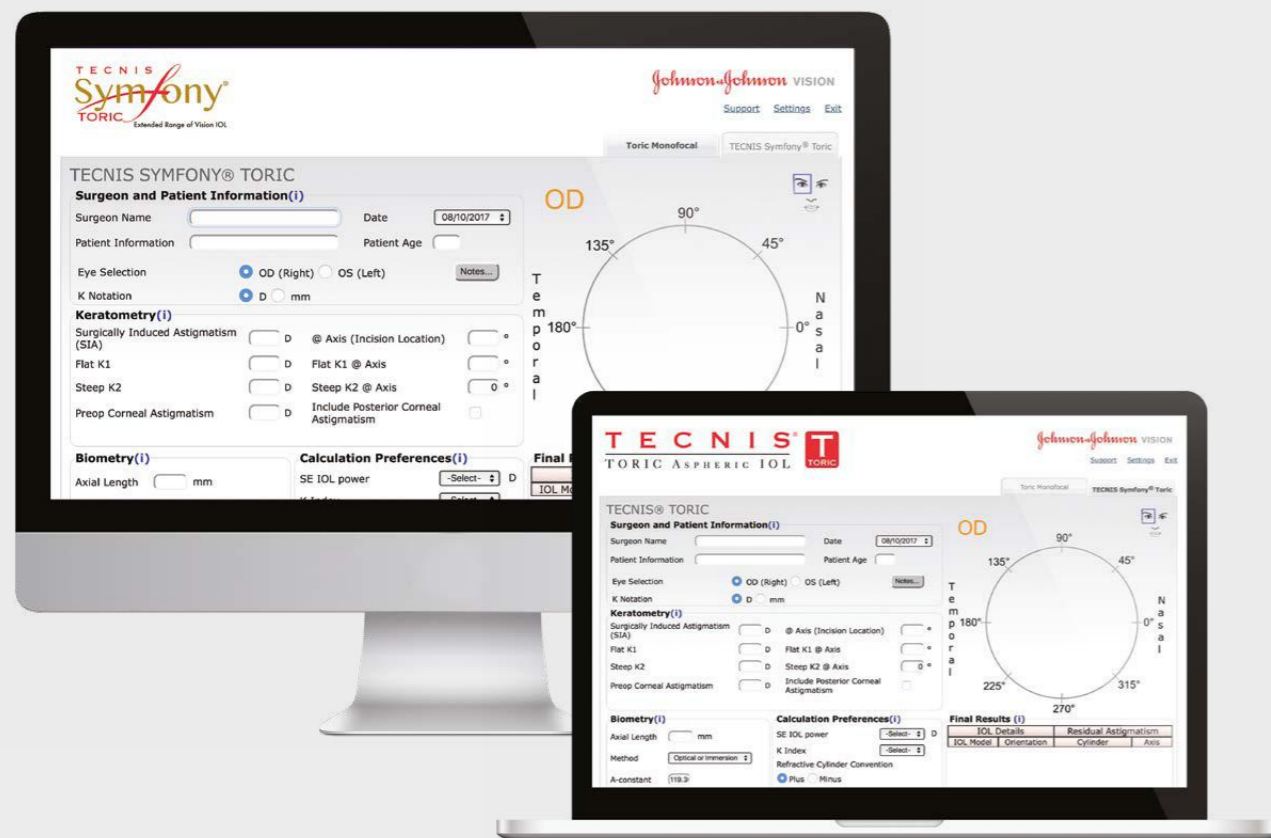 TECNIS
Symfony®
TORIC
Extended Range of Vision IOL
Johnson & Johnson VISION
Support Settings Exit
Toric Monofocal TECNIS Symfony® Toric
TECNIS SYMFONY® TORIC
Surgeon and Patient Information(i)
Surgeon Name Date 08/10/2017
Patient Information Patient Age
Eye Selection OD (Right) OS (Left) Notes...
K Notation D mm
Keratometry(i)
Surgically Induced Astigmatism
(SIA) D @ Axis (Incision Location) °
Flat K1 D Flat K1 @ Axis °
Steep K2 D Steep K2 @ Axis 0 °
Preop Corneal Astigmatism D Include Posterior Corneal
Astigmatism
Biometry(i) Calculation Preferences(i) Final
Axial Length mm SE IOL power -Select- D
K Index -Select-
IOL Mo
OD
90°
135° 45°
Temporal 180° 0° Nasal
TECNIS®
TORIC ASPHERIC IOL
T
TORIC
Johnson & Johnson VISION
Support Settings Exit
Toric Monofocal TECNIS Symfony® Toric
TECNIS® TORIC
Surgeon and Patient Information(i)
Surgeon Name Date 08/10/2017
Patient Information Patient Age
Eye Selection OD (Right) OS (Left) Notes...
K Notation D mm
Keratometry(i)
Surgically Induced Astigmatism
(SIA) D @ Axis (Incision Location) °
Flat K1 D Flat K1 @ Axis °
Steep K2 D Steep K2 @ Axis 0 °
Preop Corneal Astigmatism D Include Posterior Corneal
Astigmatism
OD
90°
135° 45°
Temporal 180° 0° Nasal
225° 315°
270°
Biometry(i) Calculation Preferences(i) Final Results (i)
Axial Length mm SE IOL power -Select- D IOL Details Residual Astigmatism
K Index -Select- IOL Model Orientation Cylinder Axis
Method Optical or Immersion Refractive Cylinder Convention
A-constant 119.3 Plus Minus